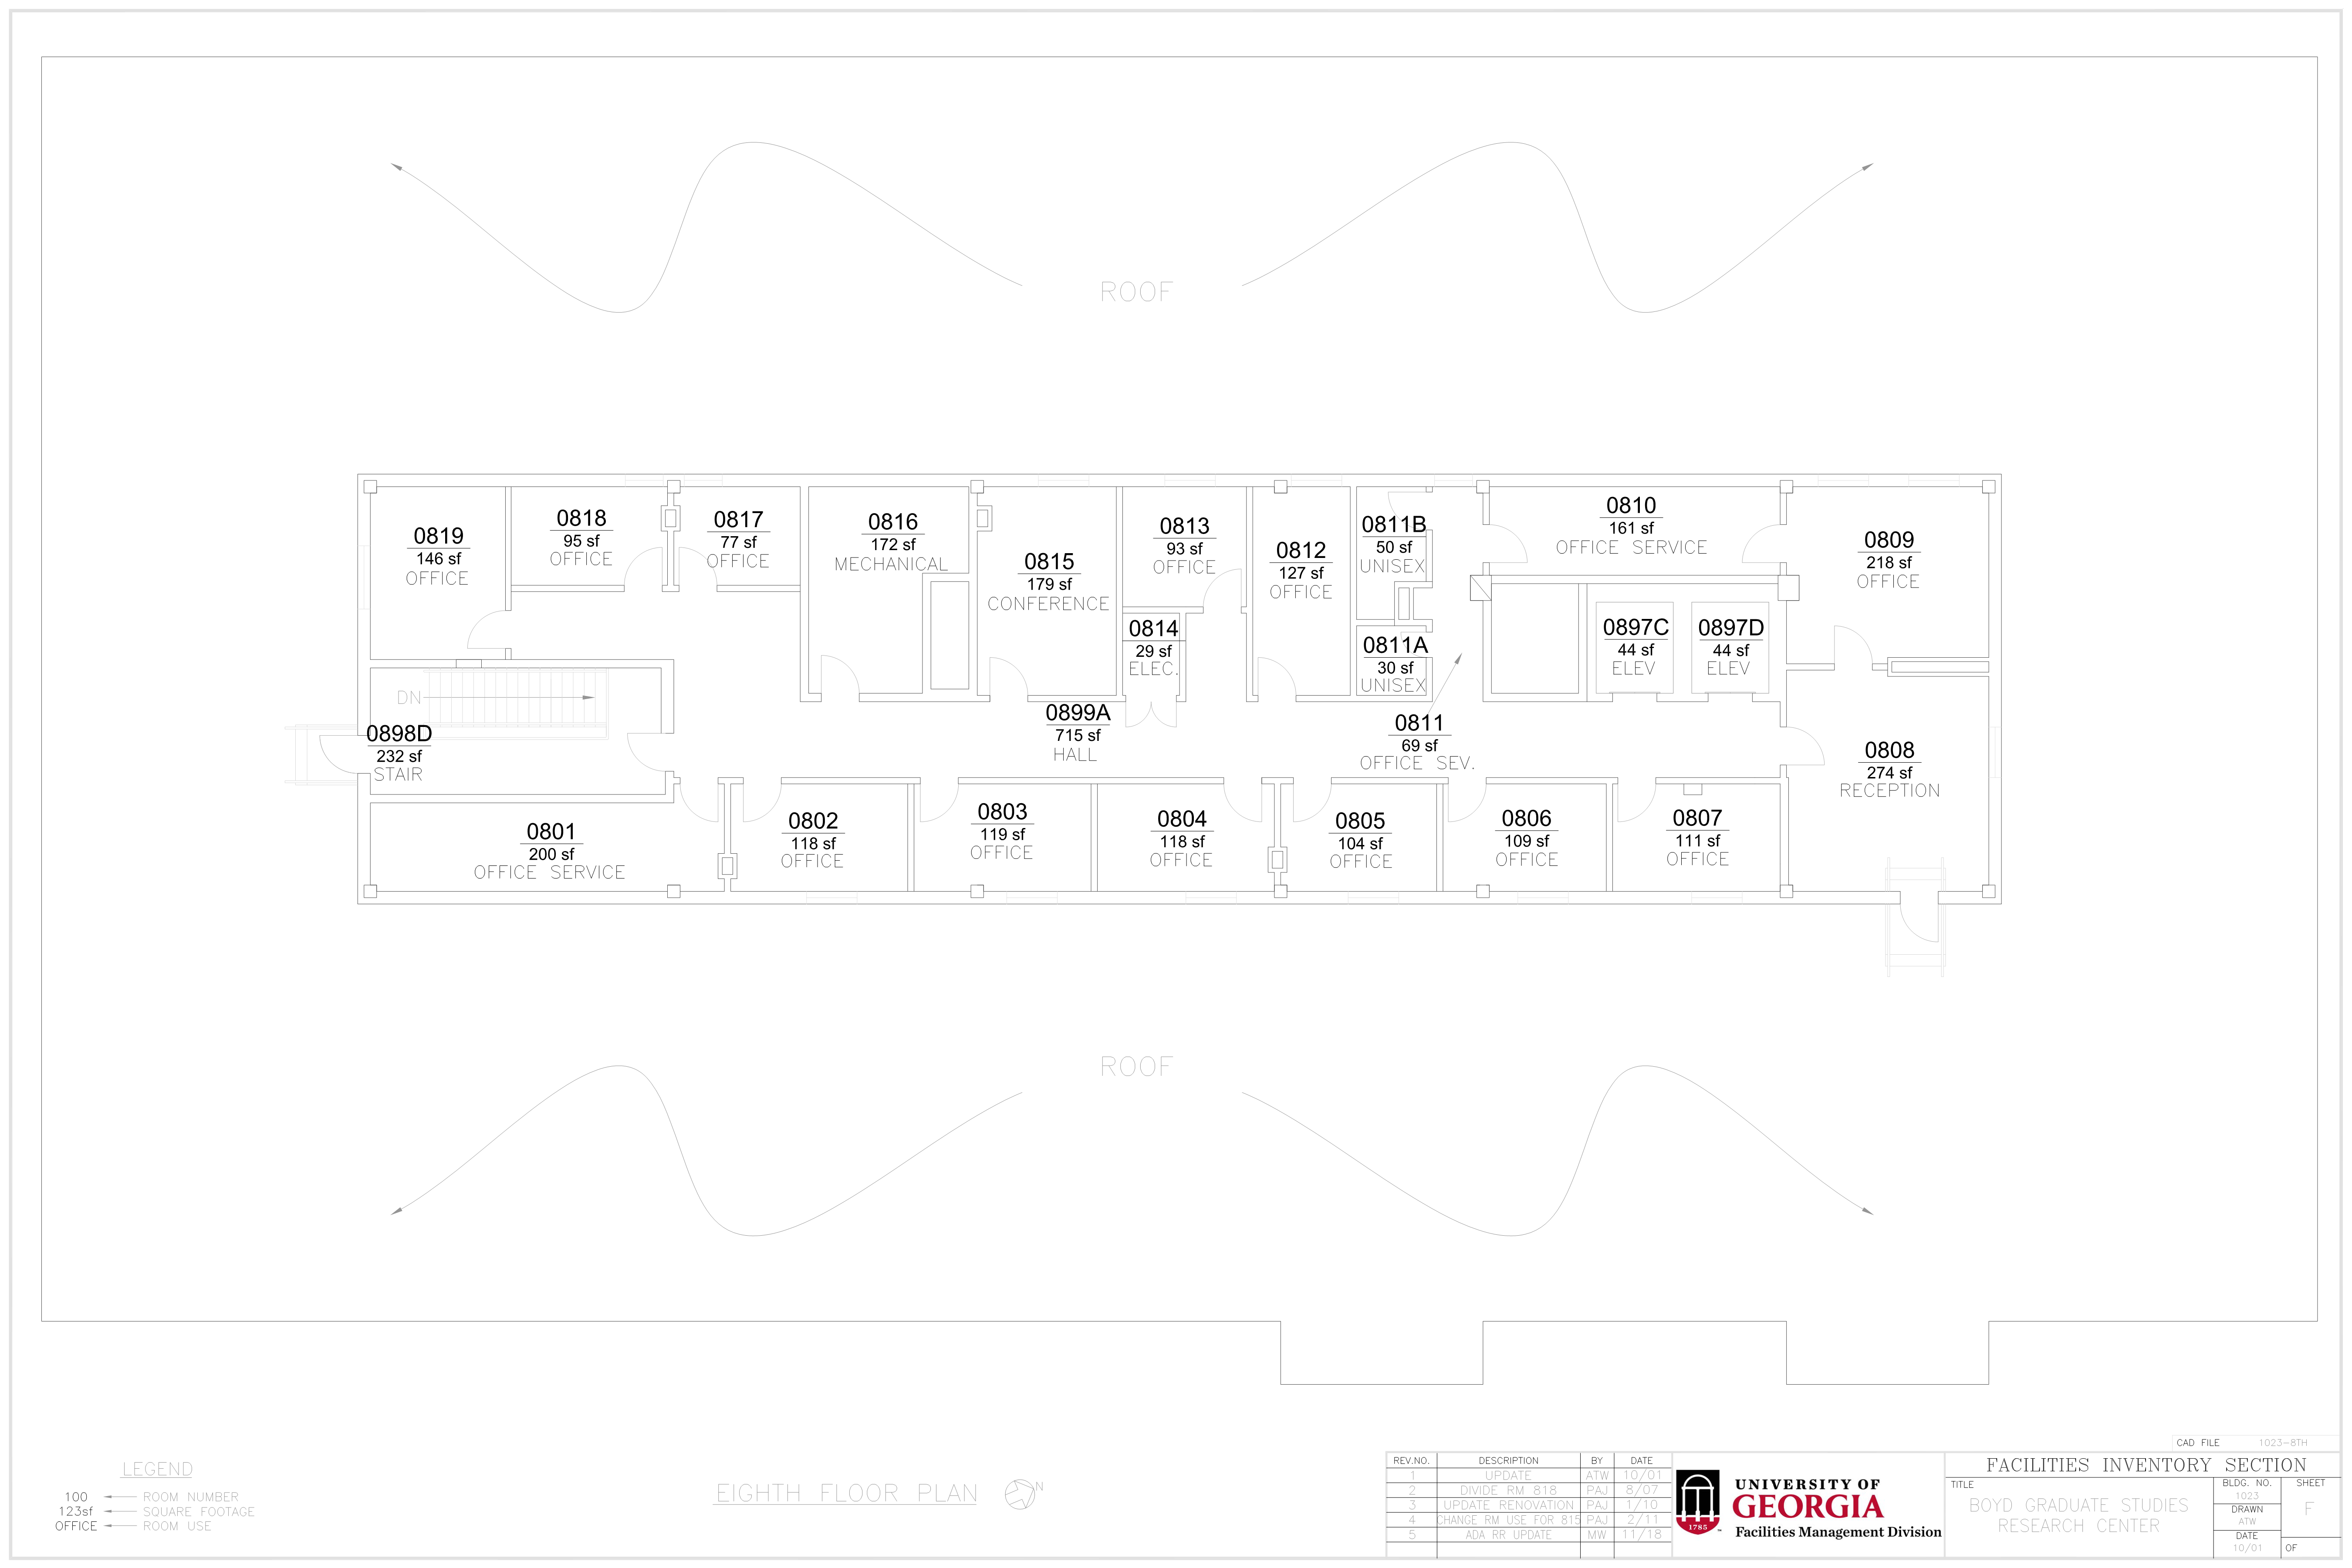 ROOF
0819
146 sf
OFFICE
0818
95 sf
OFFICE
0817
77 sf
OFFICE
0816
172 sf
MECHANICAL
0815
179 sf
CONFERENCE
0813
93 sf
OFFICE
0814
29 sf
ELEC.
0812
127 sf
OFFICE
0811B
50 sf
UNISEX
0811A
30 sf
UNISEX
0810
161 sf
OFFICE SERVICE
0809
218 sf
OFFICE
0897C
44 sf
ELEV
0897D
44 sf
ELEV
DN
0898D
232 sf
STAIR
0899A
715 sf
HALL
0811
69 sf
OFFICE SEV.
0808
274 sf
RECEPTION
0801
200 sf
OFFICE SERVICE
0802
118 sf
OFFICE
0803
119 sf
OFFICE
0804
118 sf
OFFICE
0805
104 sf
OFFICE
0806
109 sf
OFFICE
0807
111 sf
OFFICE
ROOF
LEGEND
100 ROOM NUMBER
123sf SQUARE FOOTAGE
OFFICE ROOM USE
EIGHTH FLOOR PLAN N
REV.NO. DESCRIPTION BY DATE
1 UPDATE ATW 10/01
2 DIVIDE RM 818 PAJ 8/07
3 UPDATE RENOVATION PAJ 1/10
4 CHANGE RM USE FOR 815 PAJ 2/11
5 ADA RR UPDATE MW 11/18
1785
UNIVERSITY OF
GEORGIA
Facilities Management Division
CAD FILE 1023-8TH
FACILITIES INVENTORY SECTION
TITLE
BOYD GRADUATE STUDIES
RESEARCH CENTER
BLDG. NO.
1023
DRAWN
ATW
DATE
10/01
SHEET
F
OF